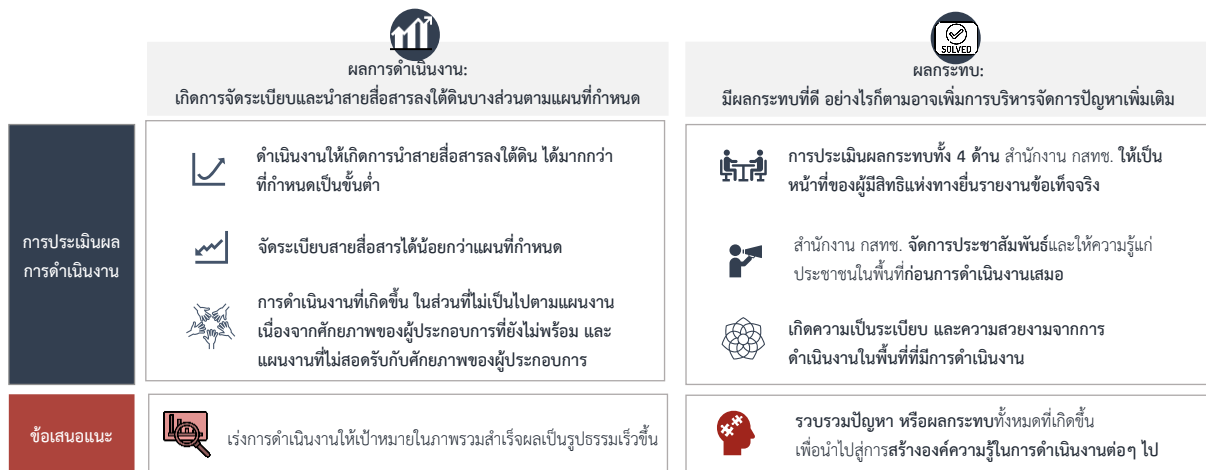 ผลการดำเนินงาน:
เกิดการจัดระเบียบและนำสายสื่อสารลงใต้ดินบางส่วนตามแผนที่กำหนด
SOLVED
ผลกระทบ:
มีผลกระทบที่ดี อย่างไรก็ตามอาจเพิ่มการบริหารจัดการปัญหาเพิ่มเติม
การประเมินผล
การดำเนินงาน
ดำเนินงานให้เกิดการนำสายสื่อสารลงใต้ดิน ได้มากกว่า
ที่กำหนดเป็นขั้นต่ำ
จัดระเบียบสายสื่อสารได้น้อยกว่าแผนที่กำหนด
การดำเนินงานที่เกิดขึ้น ในส่วนที่ไม่เป็นไปตามแผนงาน
เนื่องจากศักยภาพของผู้ประกอบการที่ยังไม่พร้อม และ
แผนงานที่ไม่สอดรับกับศักยภาพของผู้ประกอบการ
การประเมินผลกระทบทั้ง 4 ด้าน สำนักงาน กสทช. ให้เป็น
หน้าที่ของผู้มีสิทธิแห่งทางยื่นรายงานข้อเท็จจริง
สำนักงาน กสทช. จัดการประชาสัมพันธ์และให้ความรู้แก่
ประชาชนในพื้นที่ก่อนการดำเนินงานเสมอ
เกิดความเป็นระเบียบ และความสวยงามจากการ
ดำเนินงานในพื้นที่ที่มีการดำเนินงาน
ข้อเสนอแนะ
เร่งการดำเนินงานให้เป้าหมายในภาพรวมสำเร็จผลเป็นรูปธรรมเร็วขึ้น
รวบรวมปัญหา หรือผลกระทบทั้งหมดที่เกิดขึ้น
เพื่อนำไปสู่การสร้างองค์ความรู้ในการดำเนินงานต่อๆ ไป